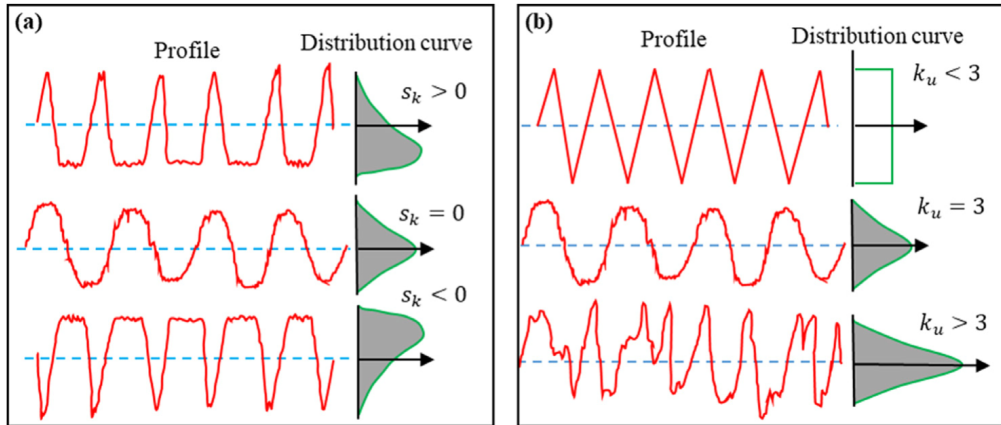 (a)
Profile
Distribution curve
s_k > 0
s_k = 0
s_k < 0
(b)
Profile
Distribution curve
k_u < 3
k_u = 3
k_u > 3